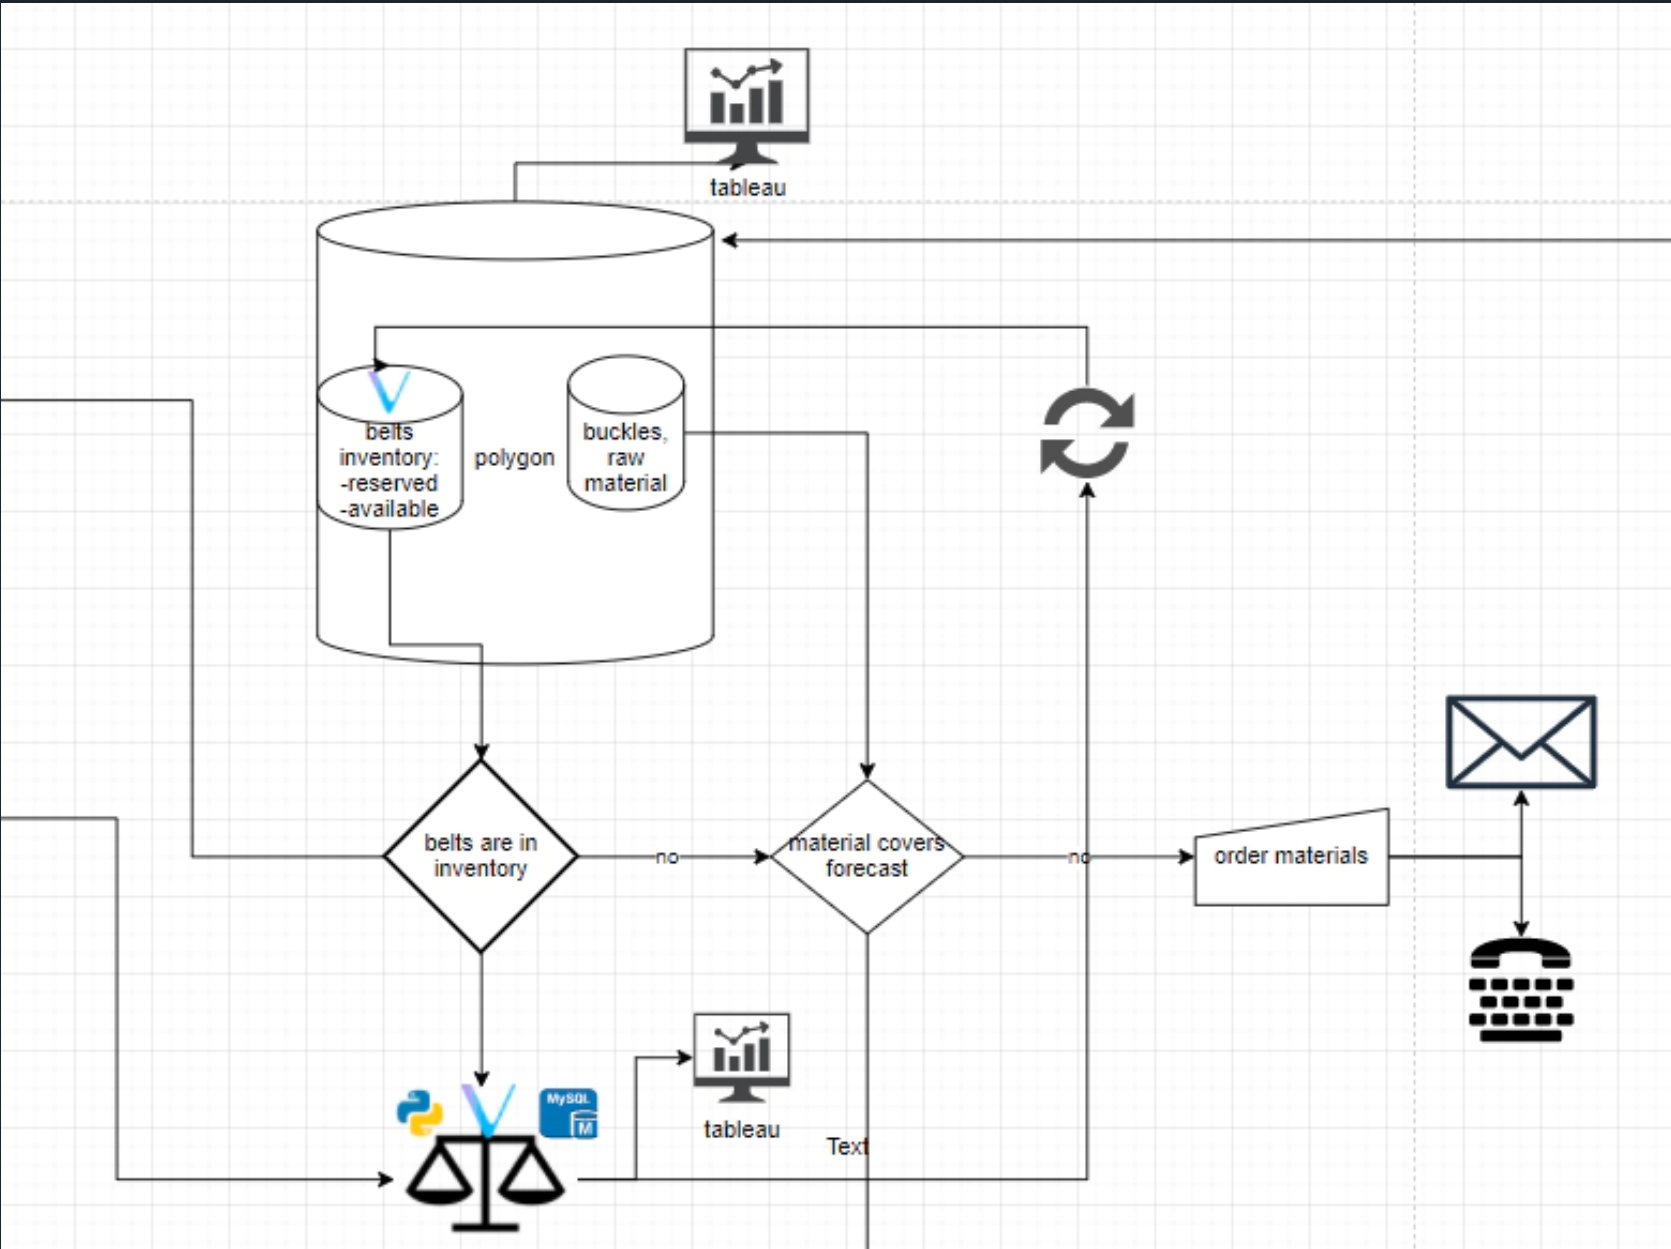 tableau
belts
inventory:
-reserved
-available
polygon
buckles,
raw
material
belts are in
inventory
no
material covers
forecast
no
order materials
MySQL
M
tableau
Text